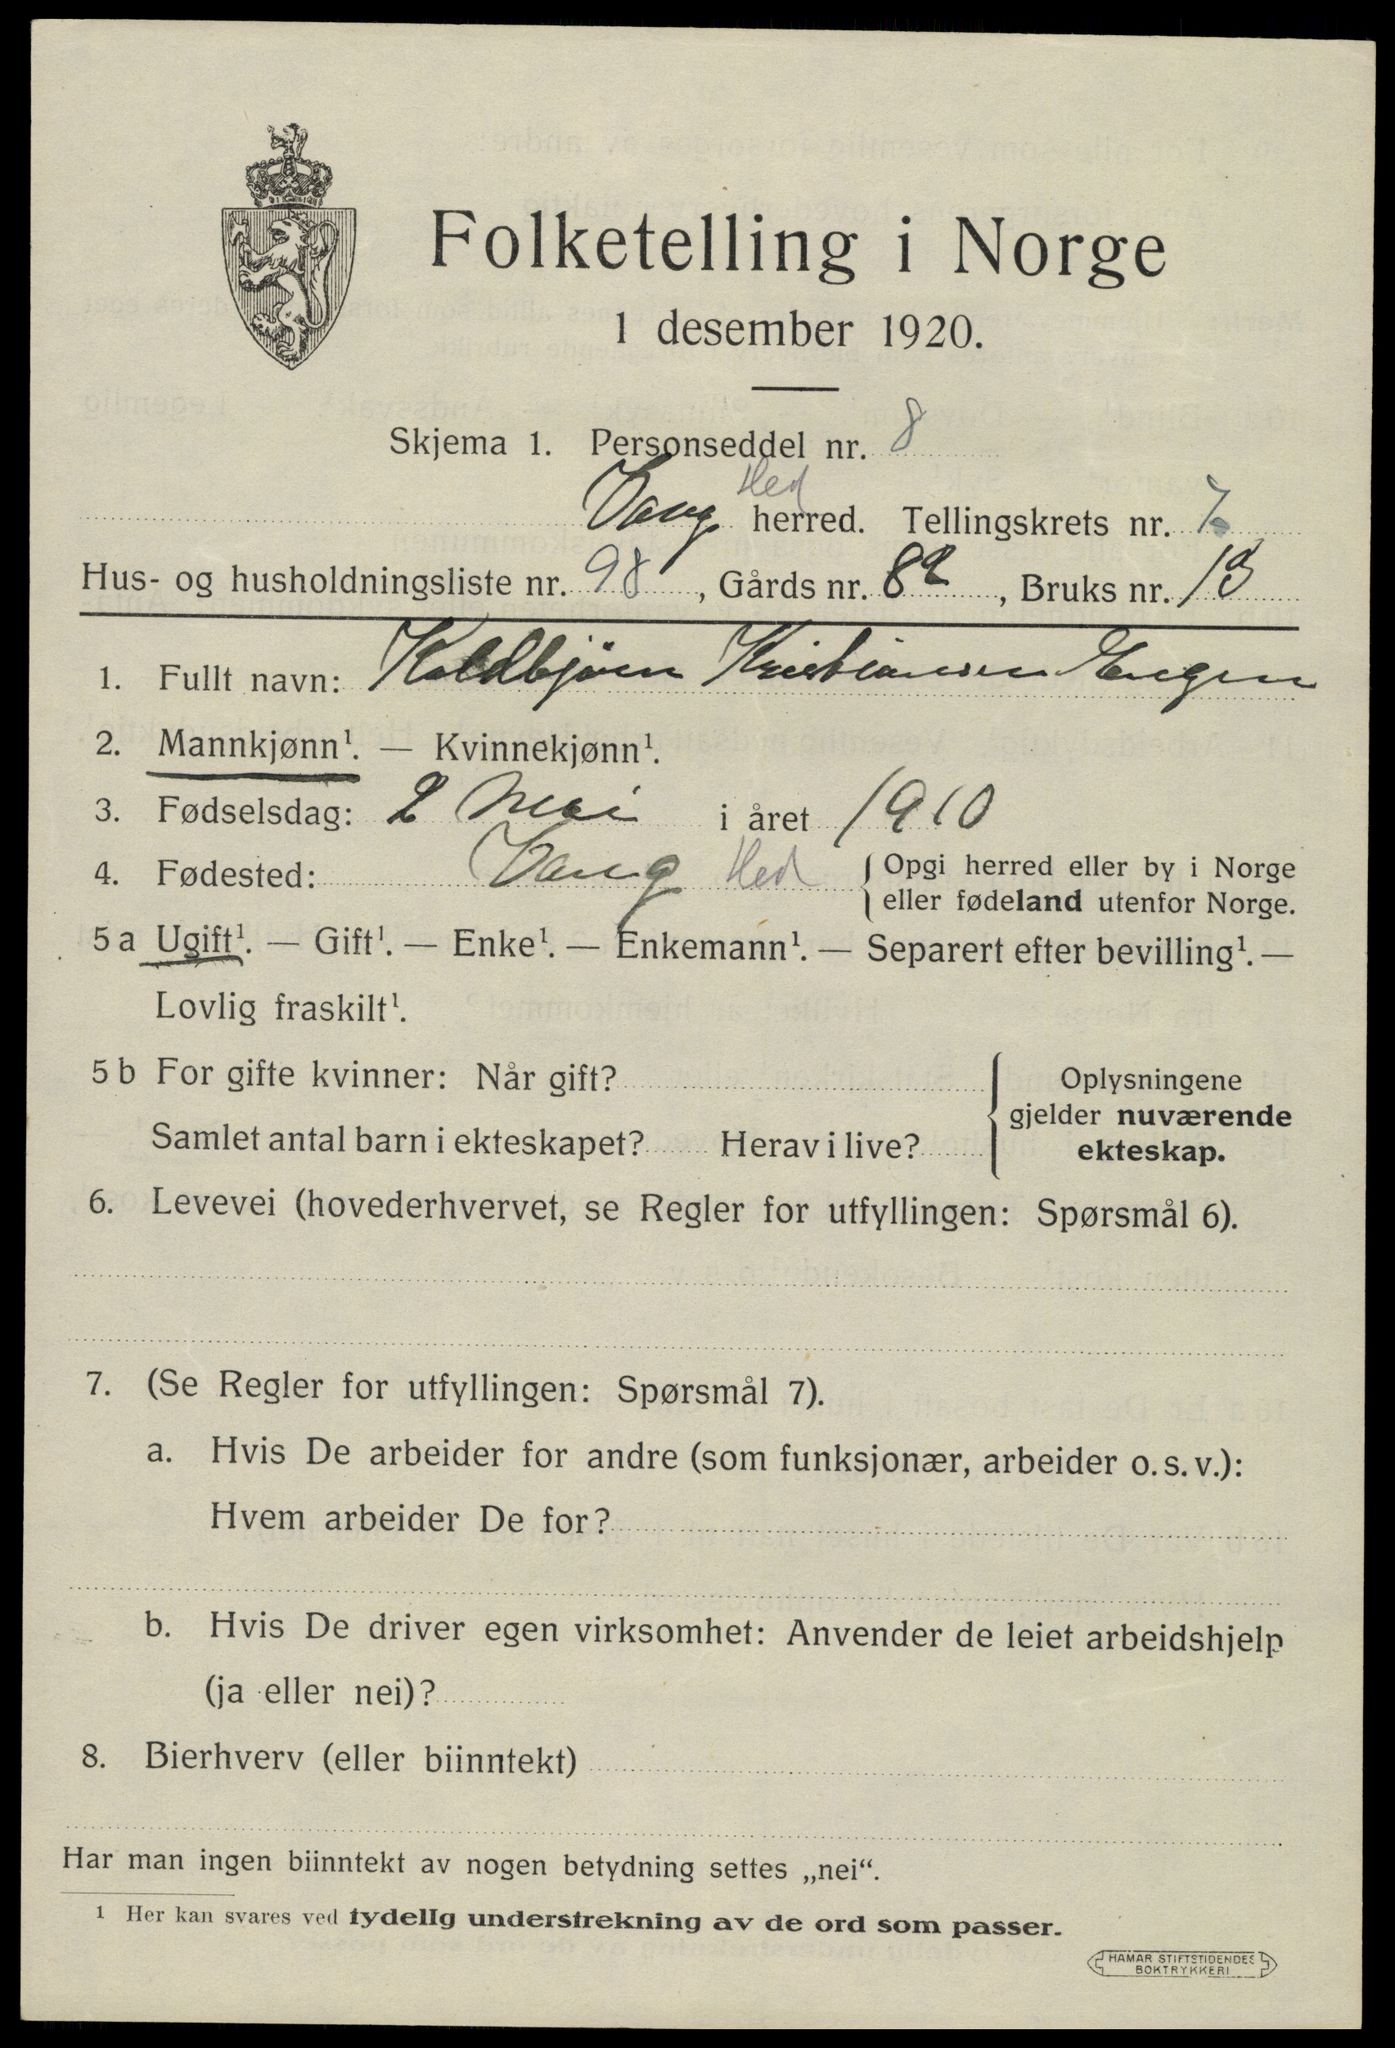 Folketelling i Norge
1 desember 1920.
Skjema 1. Personseddel nr. 8
Vang Hed herred. Tellingskrets nr. 7.
Hus- og husholdningsliste nr. 98, Gårds nr. 82, Bruks nr. 13
1. Fullt navn: Koldbjørn Kristiansen Engen
2. Mannkjønn¹. — Kvinnekjønn¹.
3. Fødselsdag: 2 Mai i året 1910
4. Fødested: Vang Hed { Opgi herred eller by i Norge
eller fødeland utenfor Norge.
5 a Ugift¹. — Gift¹. — Enke¹. — Enkemann¹. — Separert efter bevilling¹. —
Lovlig fraskilt¹.
5 b For gifte kvinner: Når gift?
Samlet antal barn i ekteskapet? Herav i live?
Oplysningene
gjelder nuværende
ekteskap.
6. Levevei (hovederhvervet, se Regler for utfyllingen: Spørsmål 6).
7. (Se Regler for utfyllingen: Spørsmål 7).
a. Hvis De arbeider for andre (som funksjonær, arbeider o. s. v.):
Hvem arbeider De for?
b. Hvis De driver egen virksomhet: Anvender de leiet arbeidshjelp
(ja eller nei)?
8. Bierhverv (eller biinntekt)
Har man ingen biinntekt av nogen betydning settes „nei“.
¹ Her kan svares ved tydelig understrekning av de ord som passer.
HAMAR STIFTSTIDENDES
BOKTRYKKERI